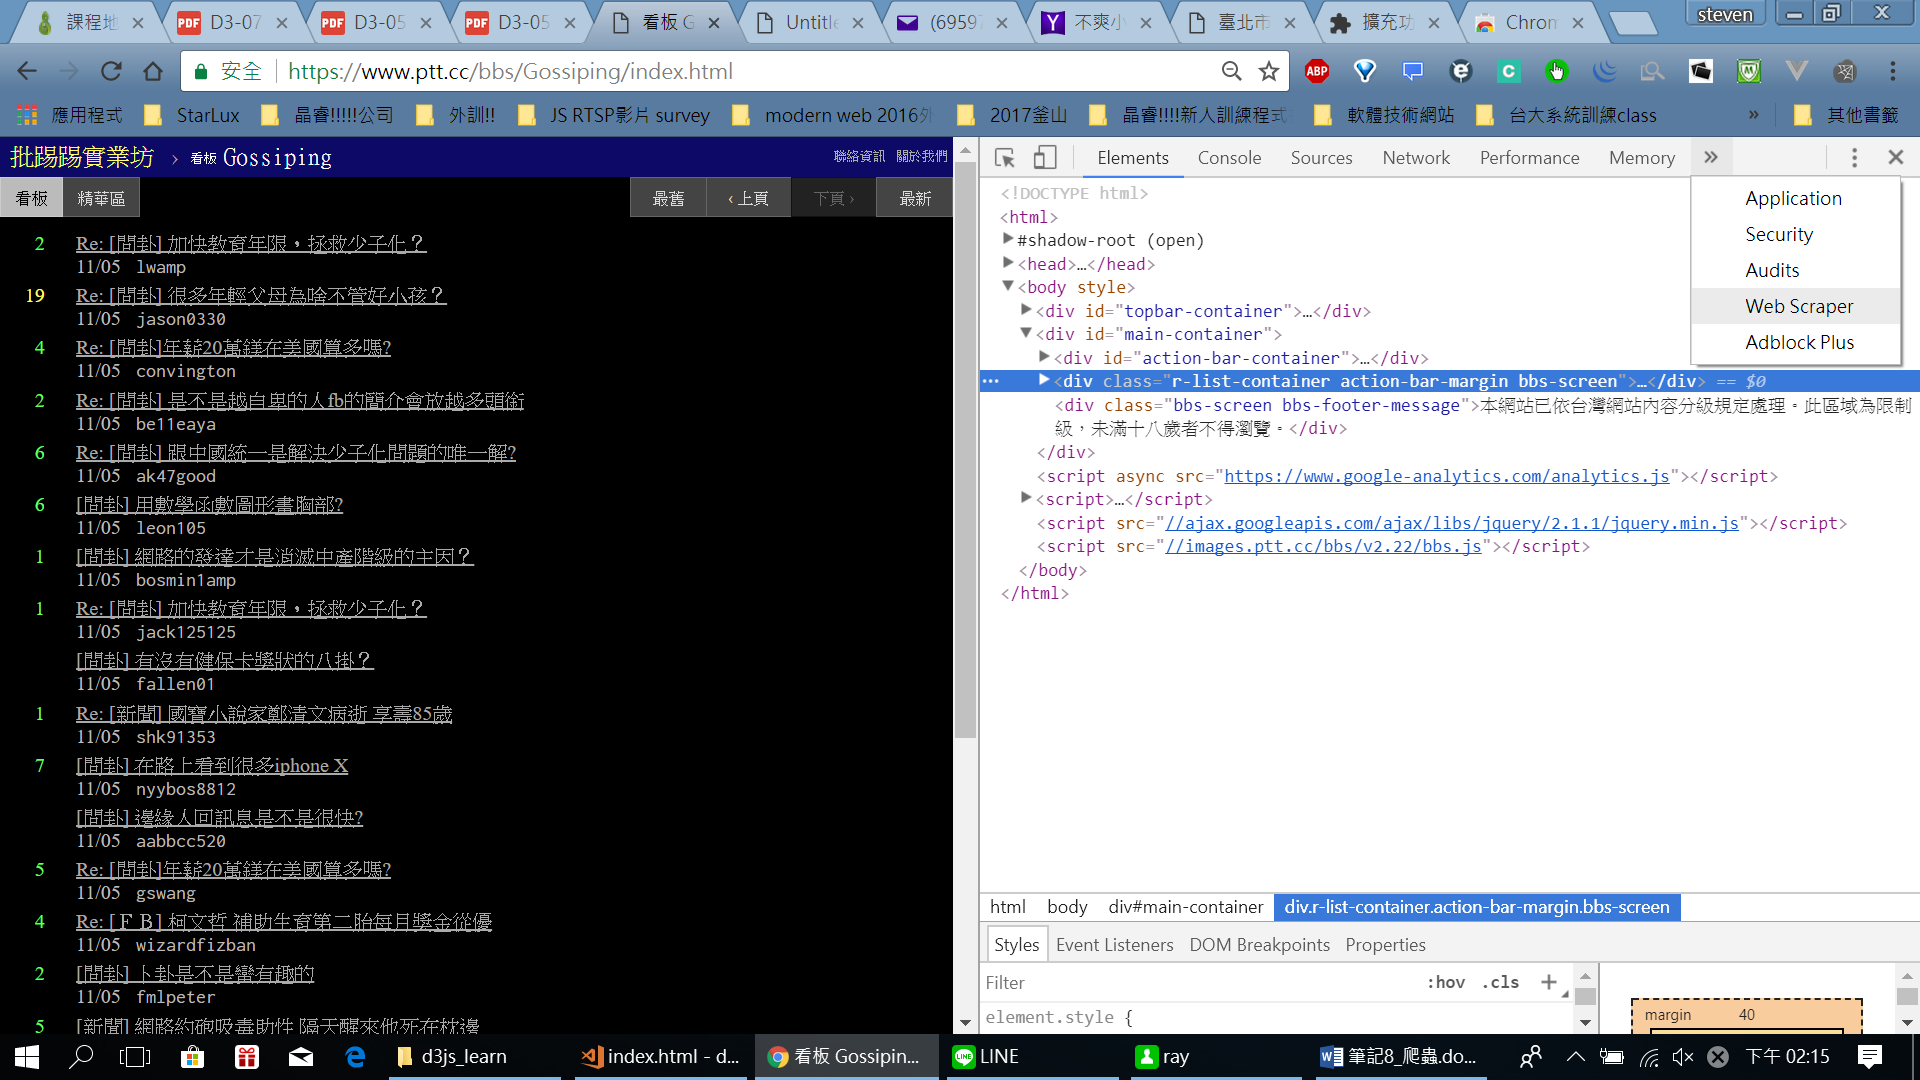 課程地 D3-07 D3-05 D3-05 看板 G Untitle (69597 不爽小 臺北市 擴充功 Chrom steven
安全 https://www.ptt.cc/bbs/Gossiping/index.html
應用程式 StarLux 晶睿!!!!!公司 外訓!! JS RTSP影片 survey modern web 2016外 2017釜山 晶睿!!!!新人訓練程式 軟體技術網站 台大系統訓練class » 其他書籤
批踢踢實業坊 › 看板 Gossiping 聯絡資訊 關於我們
看板 精華區 最舊 ‹ 上頁 下頁 › 最新
2 Re: [問卦] 加快教育年限，拯救少子化？
11/05 lwamp
19 Re: [問卦] 很多年輕父母為啥不管好小孩？
11/05 jason0330
4 Re: [問卦]年薪20萬鎂在美國算多嗎?
11/05 convington
2 Re: [問卦] 是不是越自卑的人fb的簡介會放越多頭銜
11/05 be11eaya
6 Re: [問卦] 跟中國統一是解決少子化問題的唯一解?
11/05 ak47good
6 [問卦] 用數學函數圖形畫胸部?
11/05 leon105
1 [問卦] 網路的發達才是消滅中產階級的主因？
11/05 bosmin1amp
1 Re: [問卦] 加快教育年限，拯救少子化？
11/05 jack125125
[問卦] 有沒有健保卡獎狀的八掛？
11/05 fallen01
1 Re: [新聞] 國寶小說家鄭清文病逝 享壽85歲
11/05 shk91353
7 [問卦] 在路上看到很多iphone X
11/05 nyybos8812
[問卦] 邊緣人回訊息是不是很快?
11/05 aabbcc520
5 Re: [問卦]年薪20萬鎂在美國算多嗎?
11/05 gswang
4 Re: [ＦＢ] 柯文哲 補助生育第二胎每月獎金從優
11/05 wizardfizban
2 [問卦] 卜卦是不是蠻有趣的
11/05 fmlpeter
5 [新聞] 網路約砲吸毒助性 隔天醒來他死在枕邊
Elements Console Sources Network Performance Memory »
Application
Security
Audits
Web Scraper
Adblock Plus
<!DOCTYPE html>
<html>
#shadow-root (open)
<head>…</head>
<body style>
<div id="topbar-container">…</div>
<div id="main-container">
<div id="action-bar-container">…</div>
<div class="r-list-container action-bar-margin bbs-screen">…</div> == $0
<div class="bbs-screen bbs-footer-message">本網站已依台灣網站內容分級規定處理。此區域為限制
級，未滿十八歲者不得瀏覽。</div>
</div>
<script async src="https://www.google-analytics.com/analytics.js"></script>
<script>…</script>
<script src="//ajax.googleapis.com/ajax/libs/jquery/2.1.1/jquery.min.js"></script>
<script src="//images.ptt.cc/bbs/v2.22/bbs.js"></script>
</body>
</html>
html body div#main-container div.r-list-container.action-bar-margin.bbs-screen
Styles Event Listeners DOM Breakpoints Properties
Filter :hov .cls +
element.style {
margin 40
d3js_learn index.html - d... 看板 Gossipin... LINE ray 筆記8_爬蟲.do... 下午 02:15